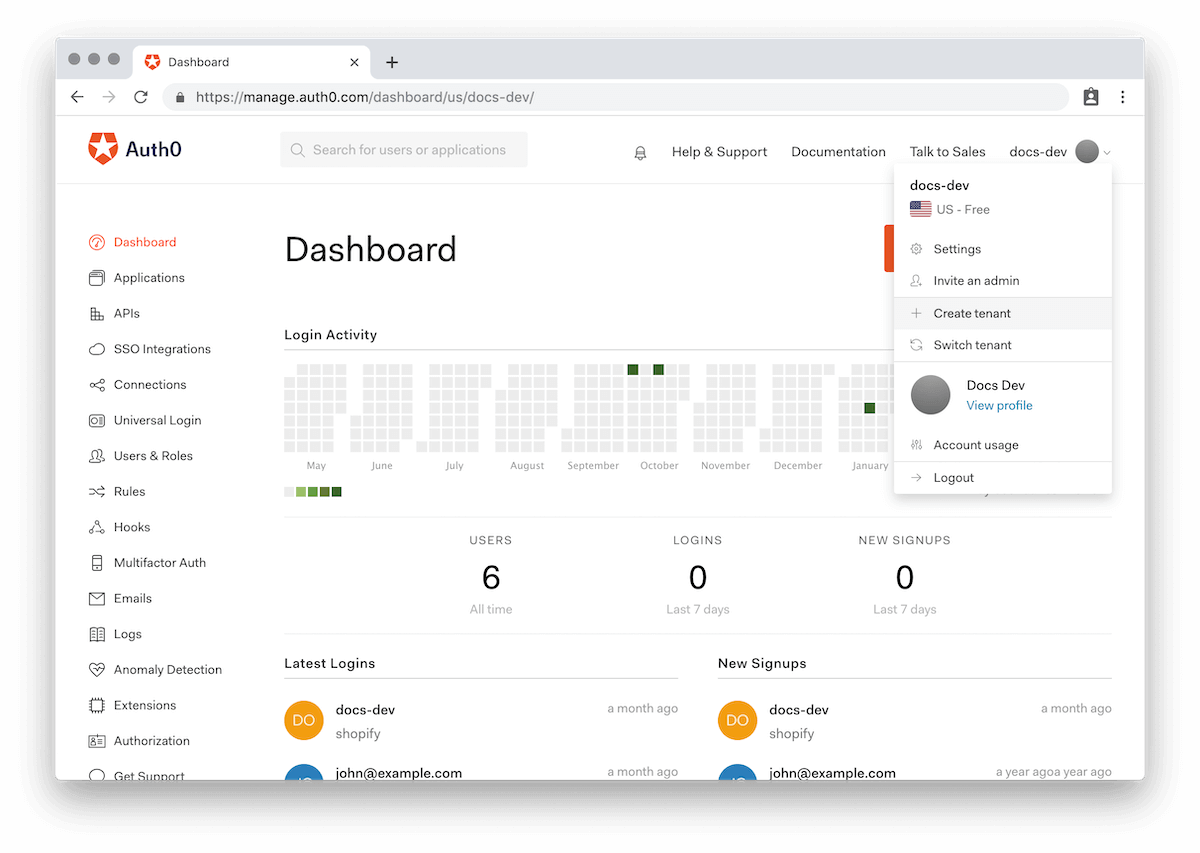 Dashboard
https://manage.auth0.com/dashboard/us/docs-dev/
Auth0
Search for users or applications
Help & Support
Documentation
Talk to Sales
docs-dev
docs-dev
US - Free
Settings
Invite an admin
Create tenant
Switch tenant
Docs Dev
View profile
Account usage
Logout
Dashboard
Applications
APIs
SSO Integrations
Connections
Universal Login
Users & Roles
Rules
Hooks
Multifactor Auth
Emails
Logs
Anomaly Detection
Extensions
Authorization
Get Support
Dashboard
Login Activity
May June July August September October November December January
USERS
6
All time
LOGINS
0
Last 7 days
NEW SIGNUPS
0
Last 7 days
Latest Logins
DO
docs-dev
a month ago
shopify
john@example.com
a month ago
New Signups
DO
docs-dev
a month ago
shopify
john@example.com
a year agoa year ago